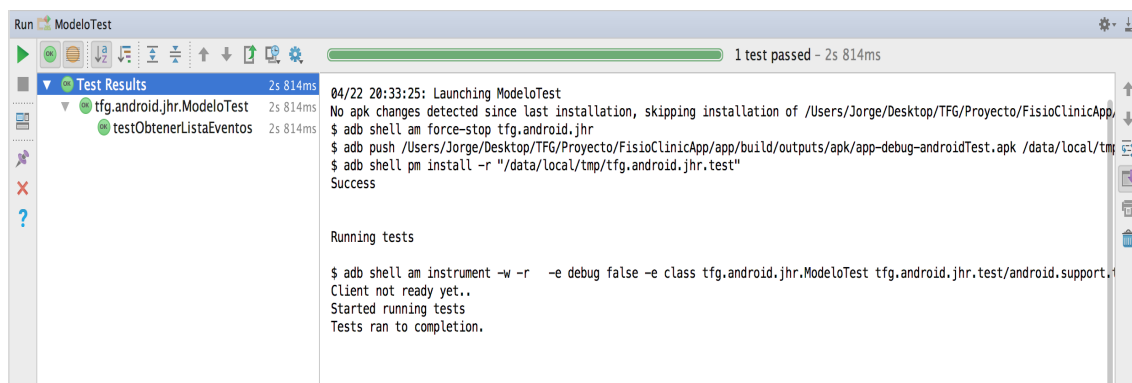 Run ModeloTest
1 test passed – 2s 814ms
Test Results 2s 814ms
tfg.android.jhr.ModeloTest 2s 814ms
testObtenerListaEventos 2s 814ms
04/22 20:33:25: Launching ModeloTest
No apk changes detected since last installation, skipping installation of /Users/Jorge/Desktop/TFG/Proyecto/FisioClinicApp/
$ adb shell am force-stop tfg.android.jhr
$ adb push /Users/Jorge/Desktop/TFG/Proyecto/FisioClinicApp/app/build/outputs/apk/app-debug-androidTest.apk /data/local/tmp
$ adb shell pm install -r "/data/local/tmp/tfg.android.jhr.test"
Success
Running tests
$ adb shell am instrument -w -r   -e debug false -e class tfg.android.jhr.ModeloTest tfg.android.jhr.test/android.support.
Client not ready yet..
Started running tests
Tests ran to completion.